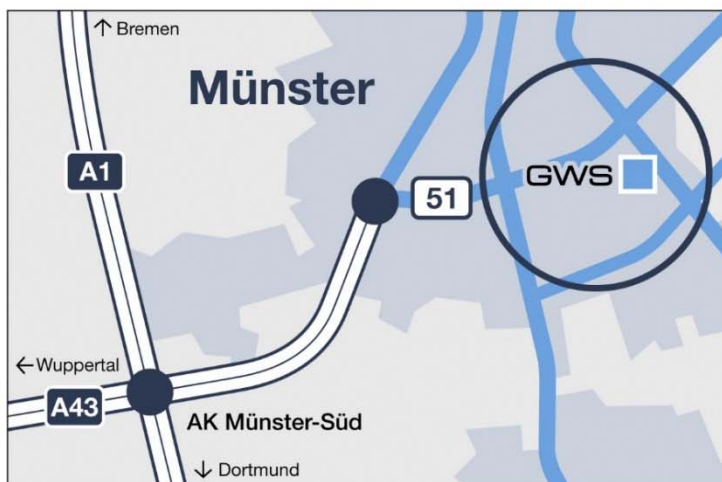 ↑ Bremen
Münster
A1
51
GWS
← Wuppertal
A43
AK Münster-Süd
↓ Dortmund